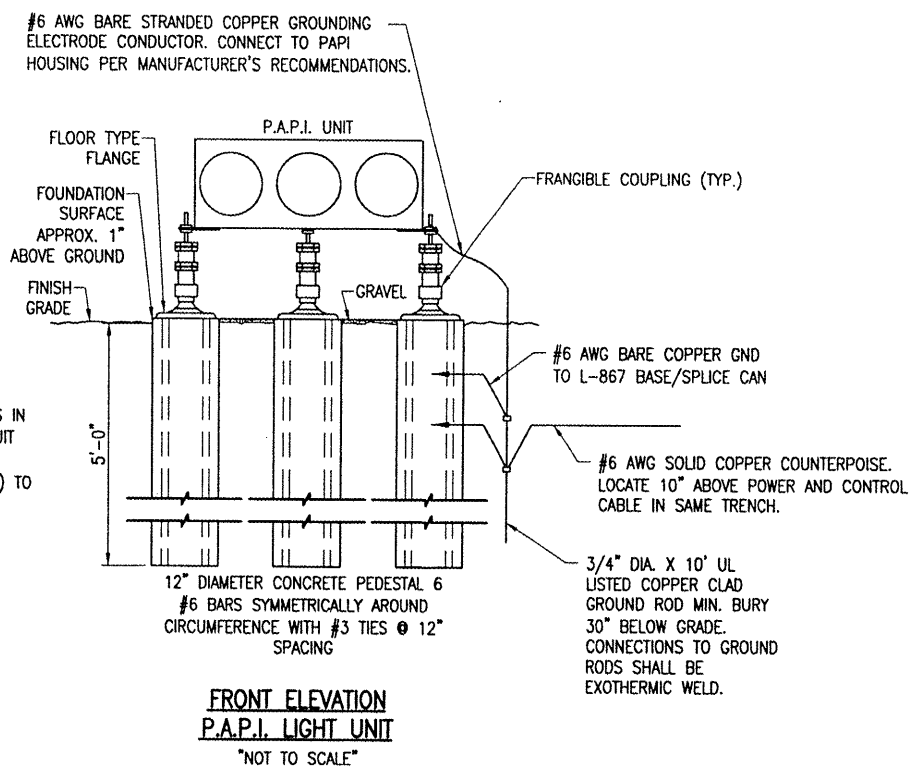 #6 AWG BARE STRANDED COPPER GROUNDING
ELECTRODE CONDUCTOR. CONNECT TO PAPI
HOUSING PER MANUFACTURER'S RECOMMENDATIONS.
P.A.P.I. UNIT
FLOOR TYPE
FLANGE
FOUNDATION
SURFACE
APPROX. 1"
ABOVE GROUND
FINISH
GRADE
FRANGIBLE COUPLING (TYP.)
GRAVEL
#6 AWG BARE COPPER GND
TO L-867 BASE/SPLICE CAN
S IN
UIT
) TO
5'-0"
#6 AWG SOLID COPPER COUNTERPOISE.
LOCATE 10" ABOVE POWER AND CONTROL
CABLE IN SAME TRENCH.
3/4" DIA. X 10' UL
LISTED COPPER CLAD
GROUND ROD MIN. BURY
30" BELOW GRADE.
CONNECTIONS TO GROUND
RODS SHALL BE
EXOTHERMIC WELD.
12" DIAMETER CONCRETE PEDESTAL 6
#6 BARS SYMMETRICALLY AROUND
CIRCUMFERENCE WITH #3 TIES @ 12"
SPACING
FRONT ELEVATION
P.A.P.I. LIGHT UNIT
"NOT TO SCALE"